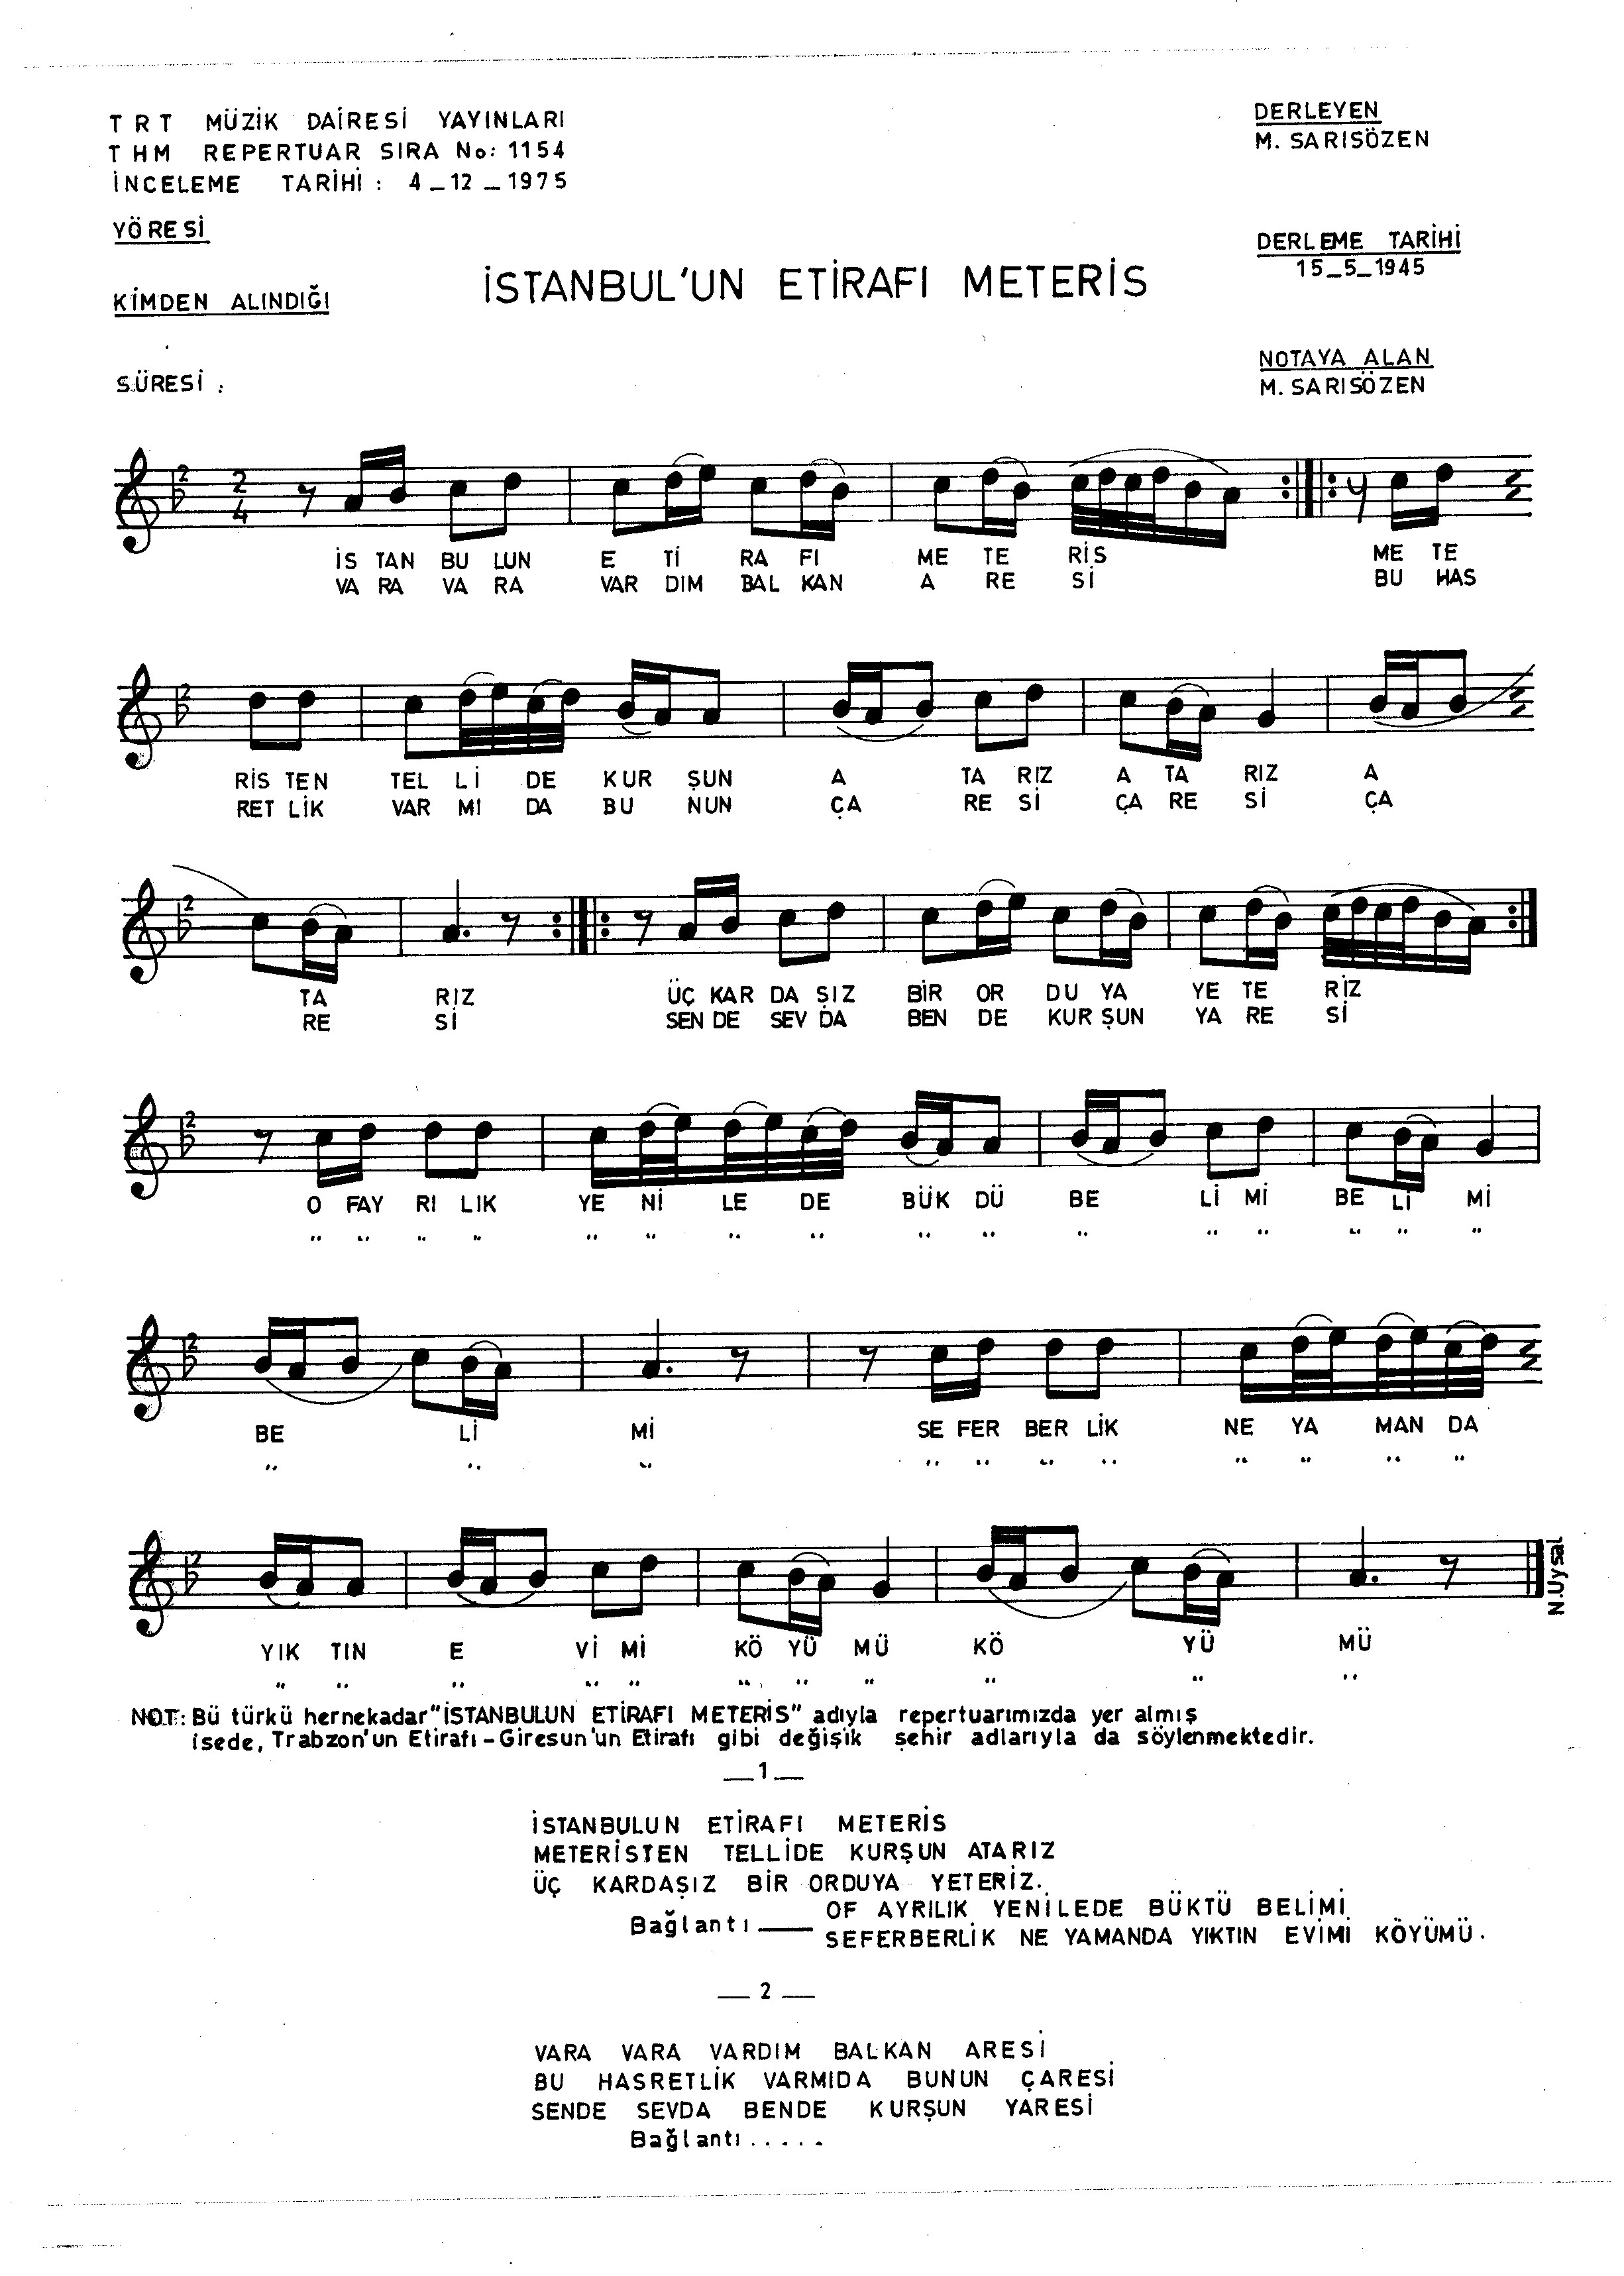 TRT MÜZİK DAİRESİ YAYINLARI
THM REPERTUAR SIRA No: 1154
İNCELEME TARİHİ : 4_12_1975
YÖRESİ
KİMDEN ALINDIĞI
SÜRESİ :
DERLEYEN
M. SARISÖZEN
DERLEME TARİHİ
15_5_1945
NOTAYA ALAN
M. SARISÖZEN
İSTANBUL'UN ETİRAFI METERİS
2
2
4
İS TAN BU LUN E Tİ RA FI ME TE RİS ME TE
VA RA VA RA VAR DIM BAL KAN A RE Sİ BU HAS
2
RİS TEN TEL Lİ DE KUR ŞUN A TA RIZ A TA RIZ A
RET LİK VAR MI DA BU NUN ÇA RE Sİ ÇA RE Sİ ÇA
2
TA RIZ ÜÇ KAR DA ŞIZ BİR OR DU YA YE TE RİZ
RE Sİ SEN DE SEV DA BEN DE KUR ŞUN YA RE Sİ
2
O FAY RI LIK YE Nİ LE DE BÜK DÜ BE Lİ Mİ BE Lİ Mİ
" " " " " " " " " " " " " " " "
2
BE Lİ Mİ SE FER BER LİK NE YA MAN DA
" " " " " " " " " " "
2
YIK TIN E Vİ Mİ KÖ YÜ MÜ KÖ YÜ MÜ
" " " " " " " " " " "
N.Uysal
NOT: Bü türkü hernekadar "İSTANBULUN ETİRAFI METERİS" adıyla repertuarımızda yer almış
isede, Trabzon'un Etirafı - Giresun'un Etirafı gibi değişik şehir adlarıyla da söylenmektedir.
_1_
İSTANBULUN ETİRAFI METERİS
METERİSTEN TELLİDE KURŞUN ATARIZ
ÜÇ KARDAŞIZ BİR ORDUYA YETERİZ.
Bağlantı __ OF AYRILIK YENİLEDE BÜKTÜ BELİMİ
SEFERBERLİK NE YAMANDA YIKTIN EVİMİ KÖYÜMÜ.
_ 2 _
VARA VARA VARDIM BALKAN ARESİ
BU HASRETLİK VARMIDA BUNUN ÇARESİ
SENDE SEVDA BENDE KURŞUN YARESİ
Bağlantı . . . . .